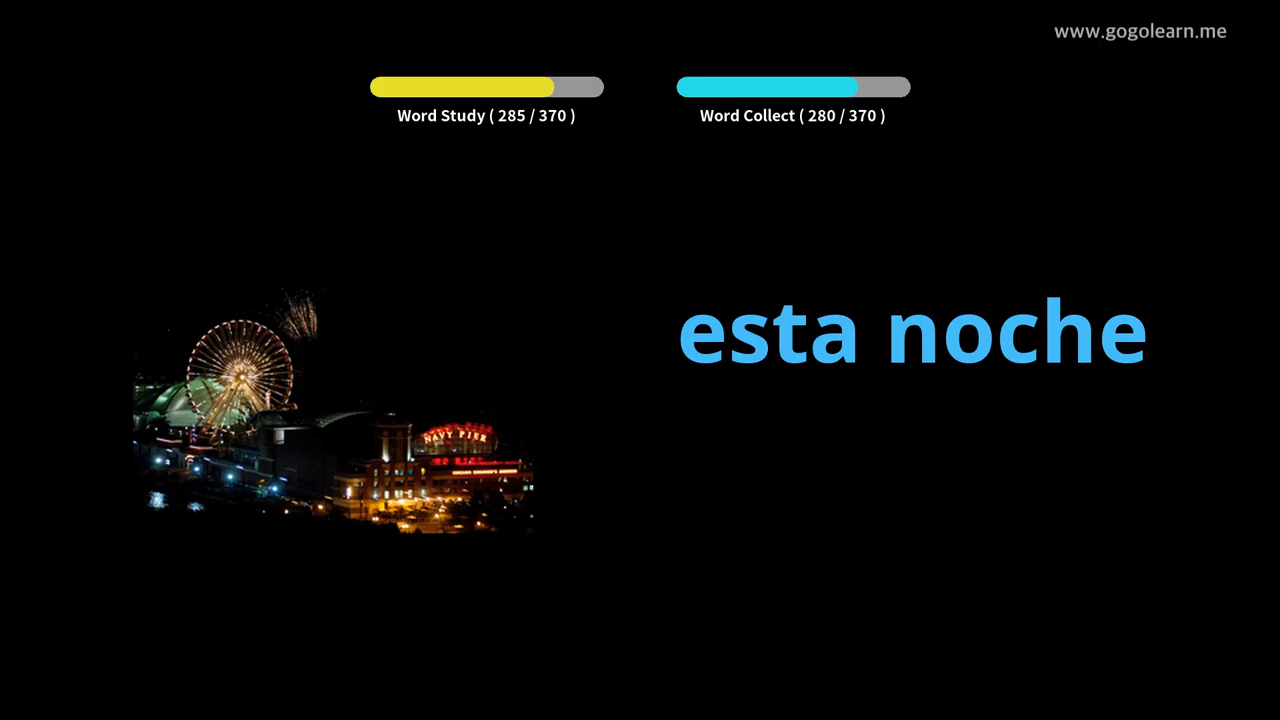 www.gogolearn.me
Word Study ( 285 / 370 )
Word Collect ( 280 / 370 )
esta noche
NAVY PIER